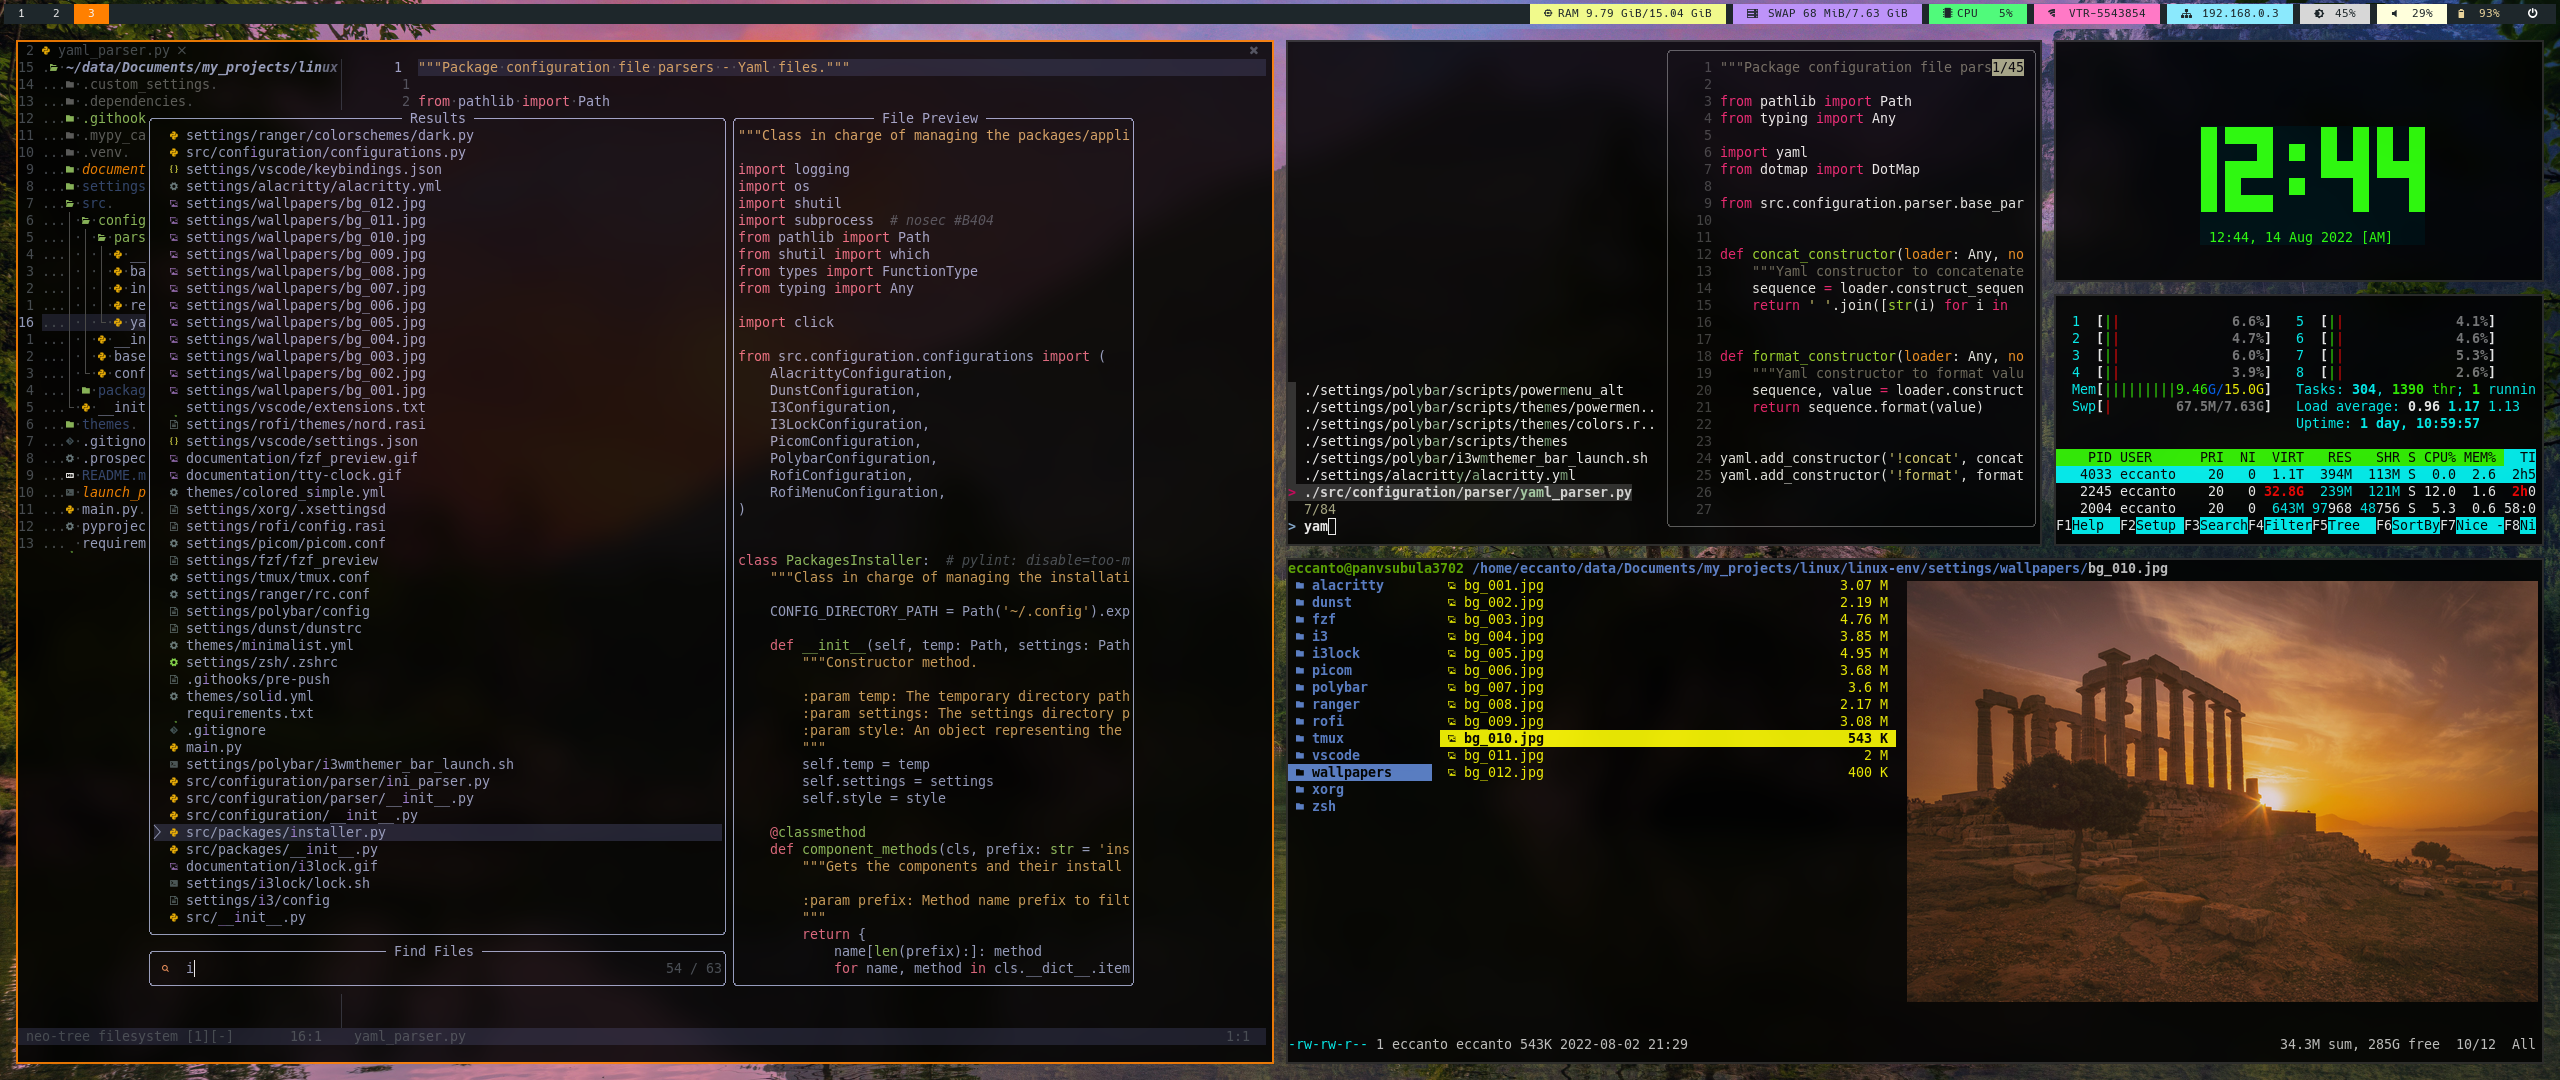 1 2 3
RAM 9.79 GiB/15.04 GiB
SWAP 68 MiB/7.63 GiB
CPU 5%
VTR-5543854
192.168.0.3
45%
29%
93%
2 yaml_parser.py ✕
15 ~/data/Documents/my_projects/linux
14 ... .custom_settings.
13 ... .dependencies.
12 ... .githook
11 ... .mypy_ca
10 ... .venv.
9 ... document
8 ... settings
7 ... src.
6 ... config
5 ... pars
4 ... __
3 ... ba
2 ... in
1 ... re
16 ... ya
1 ... __in
2 ... base
3 ... conf
4 ... packag
5 ... __init
6 ... themes.
7 ... .gitigno
8 ... .prospec
9 ... README.m
10 ... launch_p
11 ... main.py.
12 ... pyprojec
13 ... requirem
1 """Package configuration file parsers - Yaml files."""
1
2 from pathlib import Path
Results
settings/ranger/colorschemes/dark.py
src/configuration/configurations.py
settings/vscode/keybindings.json
settings/alacritty/alacritty.yml
settings/wallpapers/bg_012.jpg
settings/wallpapers/bg_011.jpg
settings/wallpapers/bg_010.jpg
settings/wallpapers/bg_009.jpg
settings/wallpapers/bg_008.jpg
settings/wallpapers/bg_007.jpg
settings/wallpapers/bg_006.jpg
settings/wallpapers/bg_005.jpg
settings/wallpapers/bg_004.jpg
settings/wallpapers/bg_003.jpg
settings/wallpapers/bg_002.jpg
settings/wallpapers/bg_001.jpg
settings/vscode/extensions.txt
settings/rofi/themes/nord.rasi
settings/vscode/settings.json
documentation/fzf_preview.gif
documentation/tty-clock.gif
themes/colored_simple.yml
settings/xorg/.xsettingsd
settings/rofi/config.rasi
settings/picom/picom.conf
settings/fzf/fzf_preview
settings/tmux/tmux.conf
settings/ranger/rc.conf
settings/polybar/config
settings/dunst/dunstrc
themes/minimalist.yml
settings/zsh/.zshrc
.githooks/pre-push
themes/solid.yml
requirements.txt
.gitignore
main.py
settings/polybar/i3wmthemer_bar_launch.sh
src/configuration/parser/ini_parser.py
src/configuration/parser/__init__.py
src/configuration/__init__.py
src/packages/installer.py
src/packages/__init__.py
documentation/i3lock.gif
settings/i3lock/lock.sh
settings/i3/config
src/__init__.py
Find Files
i 54 / 63
File Preview
"""Class in charge of managing the packages/appli
import logging
import os
import shutil
import subprocess  # nosec #B404
from pathlib import Path
from shutil import which
from types import FunctionType
from typing import Any
import click
from src.configuration.configurations import (
AlacrittyConfiguration,
DunstConfiguration,
I3Configuration,
I3LockConfiguration,
PicomConfiguration,
PolybarConfiguration,
RofiConfiguration,
RofiMenuConfiguration,
)
class PackagesInstaller:  # pylint: disable=too-m
"""Class in charge of managing the installati
CONFIG_DIRECTORY_PATH = Path('~/.config').exp
def __init__(self, temp: Path, settings: Path
"""Constructor method.
:param temp: The temporary directory path
:param settings: The settings directory p
:param style: An object representing the
"""
self.temp = temp
self.settings = settings
self.style = style
@classmethod
def component_methods(cls, prefix: str = 'ins
"""Gets the components and their install
:param prefix: Method name prefix to filt
"""
return {
name[len(prefix):]: method
for name, method in cls.__dict__.item
neo-tree filesystem [1][-] 16:1 yaml_parser.py 1:1
./settings/polybar/scripts/powermenu_alt
./settings/polybar/scripts/themes/powermen..
./settings/polybar/scripts/themes/colors.r..
./settings/polybar/scripts/themes
./settings/polybar/i3wmthemer_bar_launch.sh
./settings/alacritty/alacritty.yml
> ./src/configuration/parser/yaml_parser.py
7/84
> yam
1 """Package configuration file pars1/45
2
3 from pathlib import Path
4 from typing import Any
5
6 import yaml
7 from dotmap import DotMap
8
9 from src.configuration.parser.base_par
10
11
12 def concat_constructor(loader: Any, no
13 """Yaml constructor to concatenate
14 sequence = loader.construct_sequen
15 return ' '.join([str(i) for i in
16
17
18 def format_constructor(loader: Any, no
19 """Yaml constructor to format valu
20 sequence, value = loader.construct
21 return sequence.format(value)
22
23
24 yaml.add_constructor('!concat', concat
25 yaml.add_constructor('!format', format
26
27
12:44
12:44, 14 Aug 2022 [AM]
1 [|| 6.6%] 5 [|| 4.1%]
2 [|| 4.7%] 6 [|| 4.6%]
3 [|| 6.0%] 7 [|| 5.3%]
4 [|| 3.9%] 8 [|| 2.6%]
Mem[|||||||||9.46G/15.0G] Tasks: 304, 1390 thr; 1 runnin
Swp[| 67.5M/7.63G] Load average: 0.96 1.17 1.13
Uptime: 1 day, 10:59:57
PID USER PRI NI VIRT RES SHR S CPU% MEM% TI
4033 eccanto 20 0 1.1T 394M 113M S 0.0 2.6 2h5
2245 eccanto 20 0 32.8G 239M 121M S 12.0 1.6 2h0
2004 eccanto 20 0 643M 97968 48756 S 5.3 0.6 58:0
F1Help F2Setup F3SearchF4FilterF5Tree F6SortByF7Nice -F8Ni
eccanto@panvsubula3702 /home/eccanto/data/Documents/my_projects/linux/linux-env/settings/wallpapers/bg_010.jpg
alacritty bg_001.jpg 3.07 M
dunst bg_002.jpg 2.19 M
fzf bg_003.jpg 4.76 M
i3 bg_004.jpg 3.85 M
i3lock bg_005.jpg 4.95 M
picom bg_006.jpg 3.68 M
polybar bg_007.jpg 3.6 M
ranger bg_008.jpg 2.17 M
rofi bg_009.jpg 3.08 M
tmux bg_010.jpg 543 K
vscode bg_011.jpg 2 M
wallpapers bg_012.jpg 400 K
xorg
zsh
-rw-rw-r-- 1 eccanto eccanto 543K 2022-08-02 21:29 34.3M sum, 285G free 10/12 All